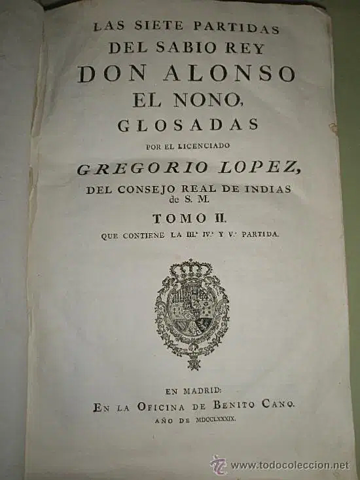 LAS SIETE PARTIDAS
DEL SABIO REY
DON ALONSO
EL NONO,
GLOSADAS
POR EL LICENCIADO
GREGORIO LOPEZ,
DEL CONSEJO REAL DE INDIAS
de S. M.
TOMO II.
QUE CONTIENE LA III.ª IV.ª Y V.ª PARTIDA.
EN MADRID:
EN LA OFICINA DE BENITO CANO.
AÑO DE MDCCLXXXIX.
www.todocoleccion.net